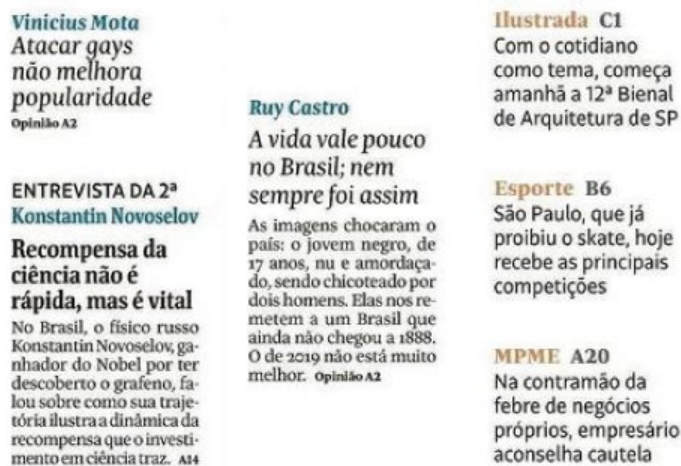 Vinicius Mota
Atacar gays
não melhora
popularidade
Opinião A2
ENTREVISTA DA 2ª
Konstantin Novoselov
Recompensa da
ciência não é
rápida, mas é vital
No Brasil, o físico russo
Konstantin Novoselov, ga-
nhador do Nobel por ter
descoberto o grafeno, fa-
lou sobre como sua traje-
tória ilustra a dinâmica da
recompensa que o investi-
mento em ciência traz. A14
Ruy Castro
A vida vale pouco
no Brasil; nem
sempre foi assim
As imagens chocaram o
país: o jovem negro, de
17 anos, nu e amordaça-
do, sendo chicoteado por
dois homens. Elas nos re-
metem a um Brasil que
ainda não chegou a 1888.
O de 2019 não está muito
melhor. Opinião A2
Ilustrada C1
Com o cotidiano
como tema, começa
amanhã a 12ª Bienal
de Arquitetura de SP
Esporte B6
São Paulo, que já
proibiu o skate, hoje
recebe as principais
competições
MPME A20
Na contramão da
febre de negócios
próprios, empresário
aconselha cautela